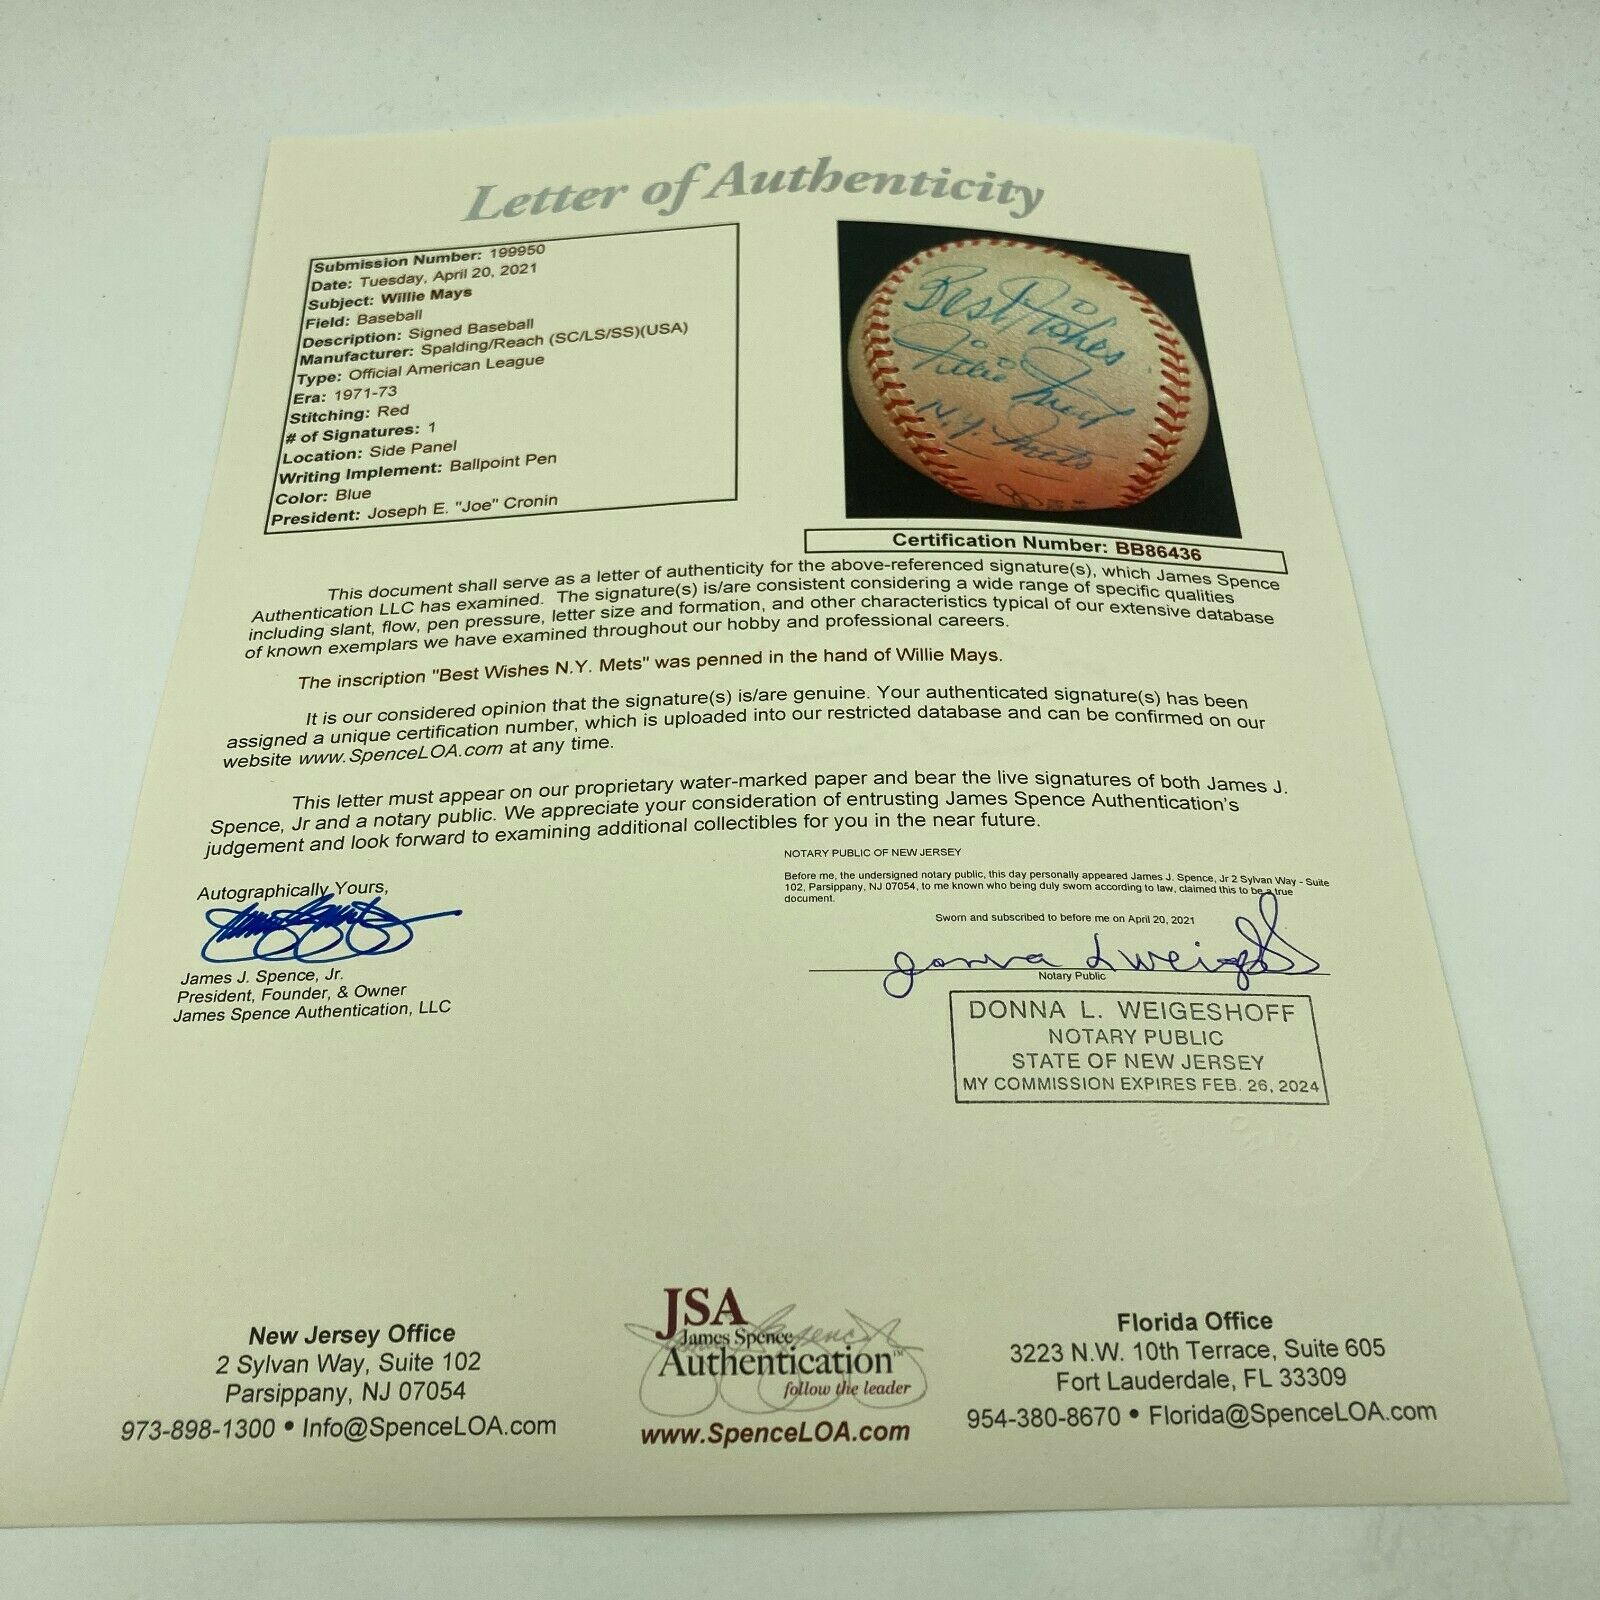 Letter of Authenticity
Submission Number: 199950
Date: Tuesday, April 20, 2021
Subject: Willie Mays
Field: Baseball
Description: Signed Baseball
Manufacturer: Spalding/Reach (SC/LS/SS)(USA)
Type: Official American League
Era: 1971-73
Stitching: Red
# of Signatures: 1
Location: Side Panel
Writing Implement: Ballpoint Pen
Color: Blue
President: Joseph E. "Joe" Cronin
Best Wishes
Willie Mays
N.Y. Mets
Certification Number: BB86436
This document shall serve as a letter of authenticity for the above-referenced signature(s), which James Spence
Authentication LLC has examined. The signature(s) is/are consistent considering a wide range of specific qualities
including slant, flow, pen pressure, letter size and formation, and other characteristics typical of our extensive database
of known exemplars we have examined throughout our hobby and professional careers.
The inscription "Best Wishes N.Y. Mets" was penned in the hand of Willie Mays.
It is our considered opinion that the signature(s) is/are genuine. Your authenticated signature(s) has been
assigned a unique certification number, which is uploaded into our restricted database and can be confirmed on our
website www.SpenceLOA.com at any time.
This letter must appear on our proprietary water-marked paper and bear the live signatures of both James J.
Spence, Jr and a notary public. We appreciate your consideration of entrusting James Spence Authentication's
judgement and look forward to examining additional collectibles for you in the near future.
NOTARY PUBLIC OF NEW JERSEY
Before me, the undersigned notary public, this day personally appeared James J. Spence, Jr 2 Sylvan Way - Suite
102, Parsippany, NJ 07054, to me known who being duly sworn according to law, claimed this to be a true
document.
Sworn and subscribed to before me on April 20, 2021
Donna L Weigeshoff
Notary Public
DONNA L. WEIGESHOFF
NOTARY PUBLIC
STATE OF NEW JERSEY
MY COMMISSION EXPIRES FEB. 26, 2024
Autographically Yours,
James J. Spence, Jr.
President, Founder, & Owner
James Spence Authentication, LLC
New Jersey Office
2 Sylvan Way, Suite 102
Parsippany, NJ 07054
973-898-1300 • Info@SpenceLOA.com
JSA
James Spence
Authentication™
follow the leader
www.SpenceLOA.com
Florida Office
3223 N.W. 10th Terrace, Suite 605
Fort Lauderdale, FL 33309
954-380-8670 • Florida@SpenceLOA.com